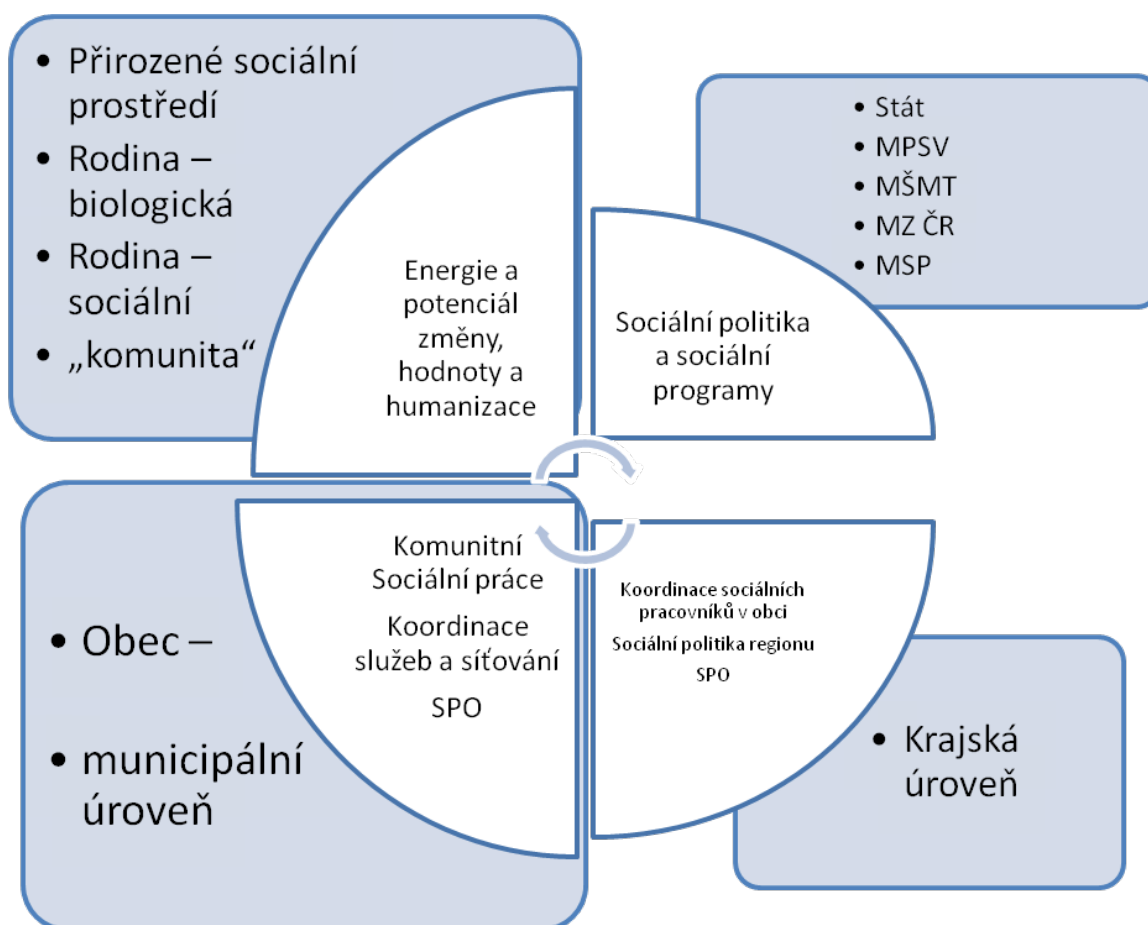 • Přirozené sociální
prostředí
• Rodina –
biologická
• Rodina –
sociální
• „komunita“
Energie a
potenciál
změny,
hodnoty a
humanizace
• Stát
• MPSV
• MŠMT
• MZ ČR
• MSP
Sociální politika
a sociální
programy
• Obec –
• municipální
úroveň
Komunitní
Sociální práce
Koordinace
služeb a síťování
SPO
Koordinace sociálních
pracovníků v obci
Sociální politika regionu
SPO
• Krajská
úroveň